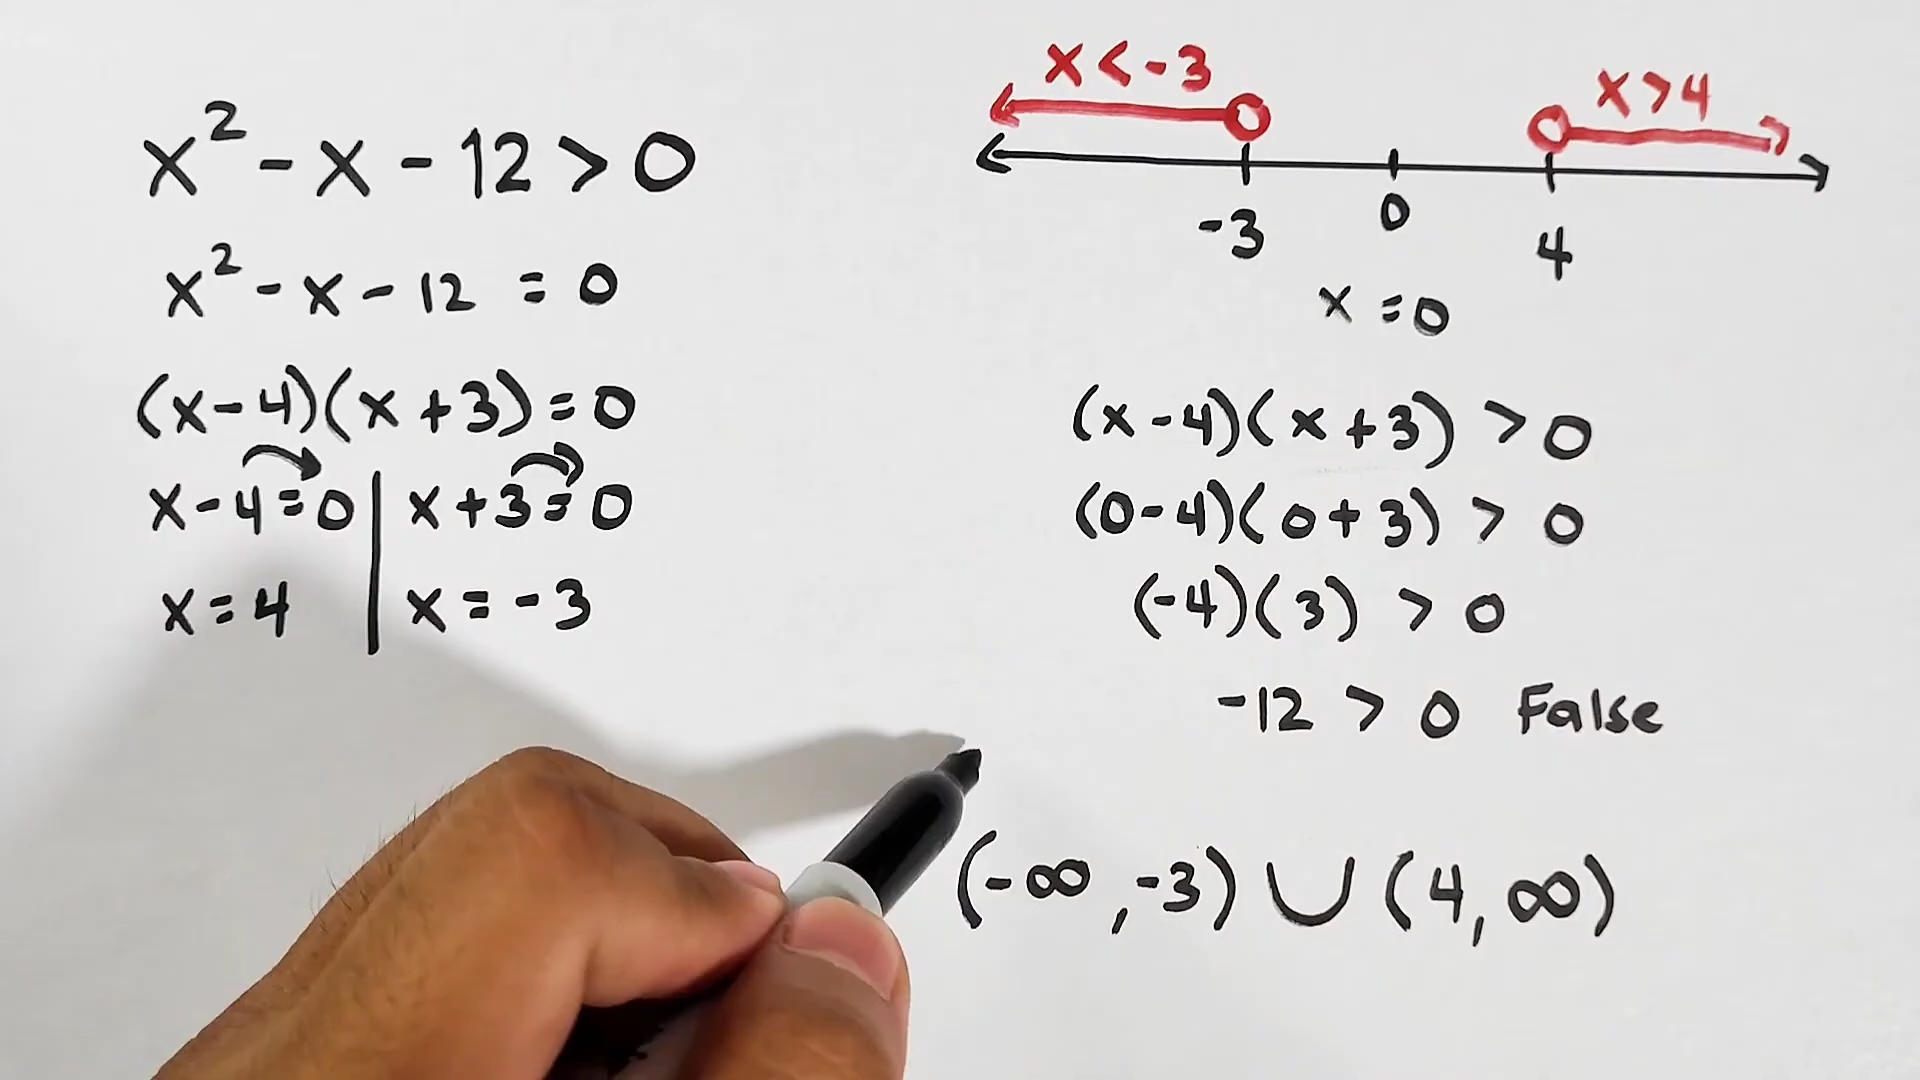 x² - x - 12 > 0
x² - x - 12 = 0
(x - 4)(x + 3) = 0
x - 4 = 0 | x + 3 = 0
x = 4 | x = -3
x < -3
x > 4
-3 0 4
x = 0
(x - 4)(x + 3) > 0
(0 - 4)(0 + 3) > 0
(-4)(3) > 0
-12 > 0 False
(-∞, -3) ∪ (4, ∞)